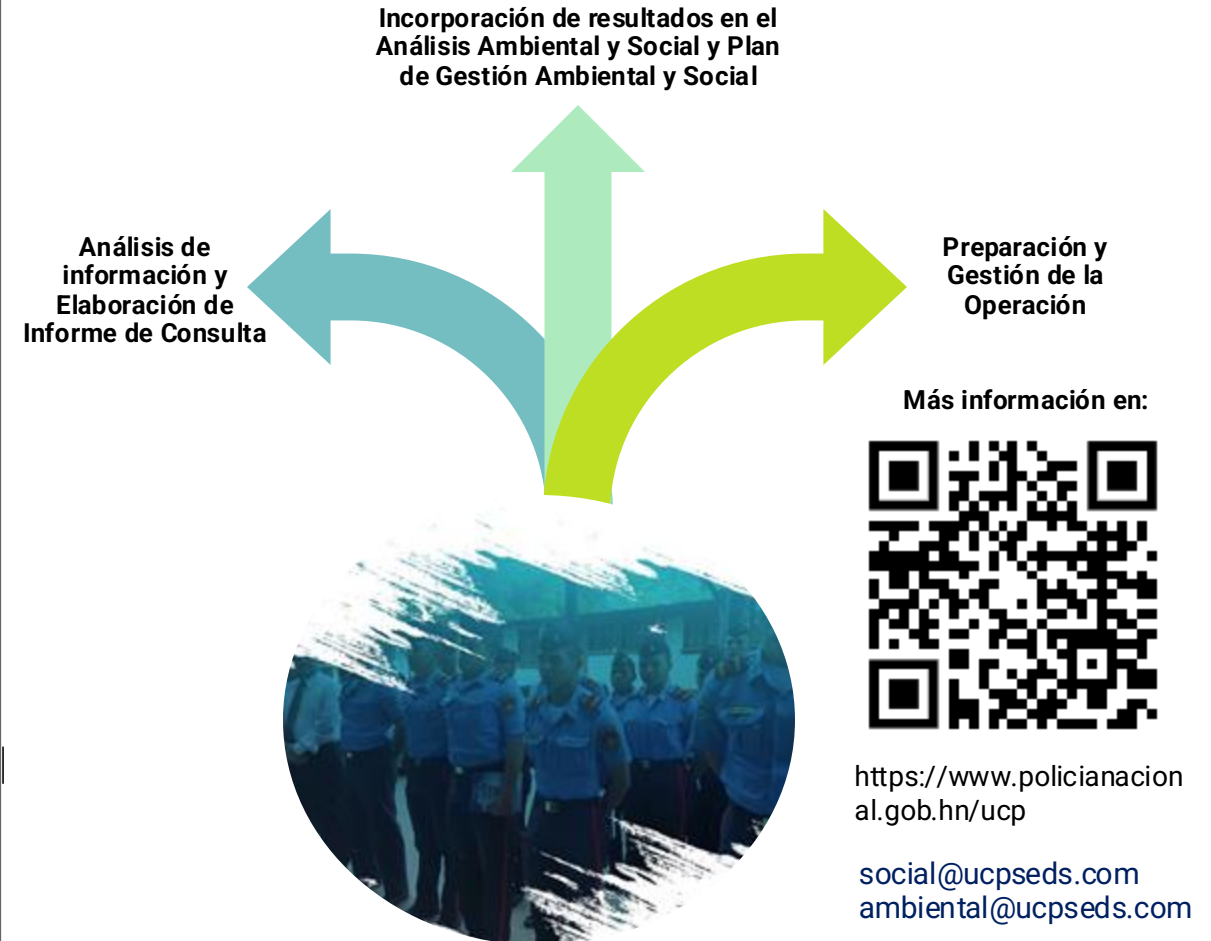 Incorporación de resultados en el
Análisis Ambiental y Social y Plan
de Gestión Ambiental y Social
Análisis de
información y
Elaboración de
Informe de Consulta
Preparación y
Gestión de la
Operación
Más información en:
https://www.policianacion
al.gob.hn/ucp
social@ucpseds.com
ambiental@ucpseds.com